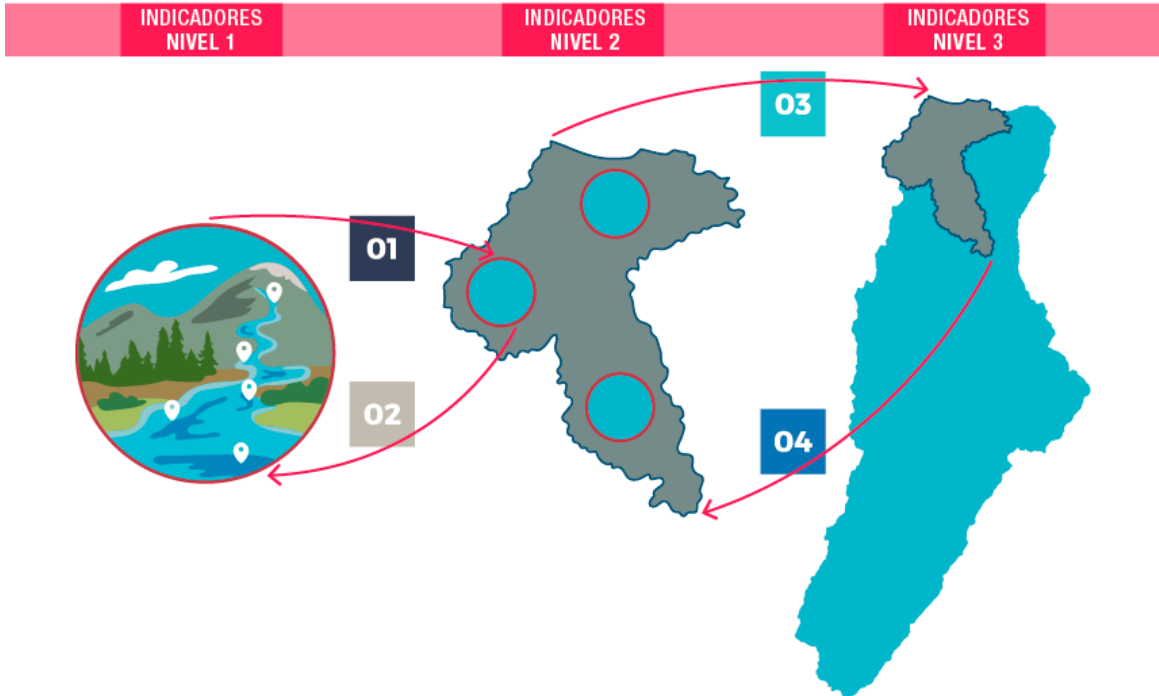 INDICADORES
NIVEL 1
INDICADORES
NIVEL 2
INDICADORES
NIVEL 3
01
02
03
04